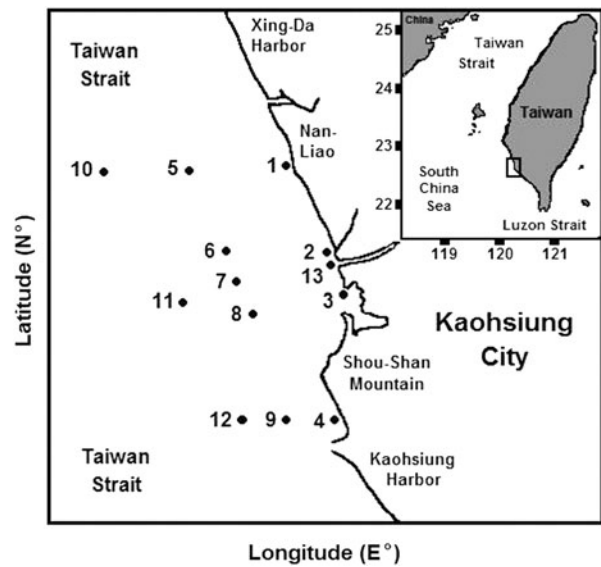 Xing-Da
Harbor
Taiwan
Strait
Nan-
Liao
10
5
1
6
2
7
13
11
8
3
Kaohsiung
City
Shou-Shan
Mountain
12
9
4
Taiwan
Strait
Kaohsiung
Harbor
Latitude (N°)
Longitude (E°)
China
Taiwan
Strait
Taiwan
South
China
Sea
Luzon Strait
25
24
23
22
119
120
121